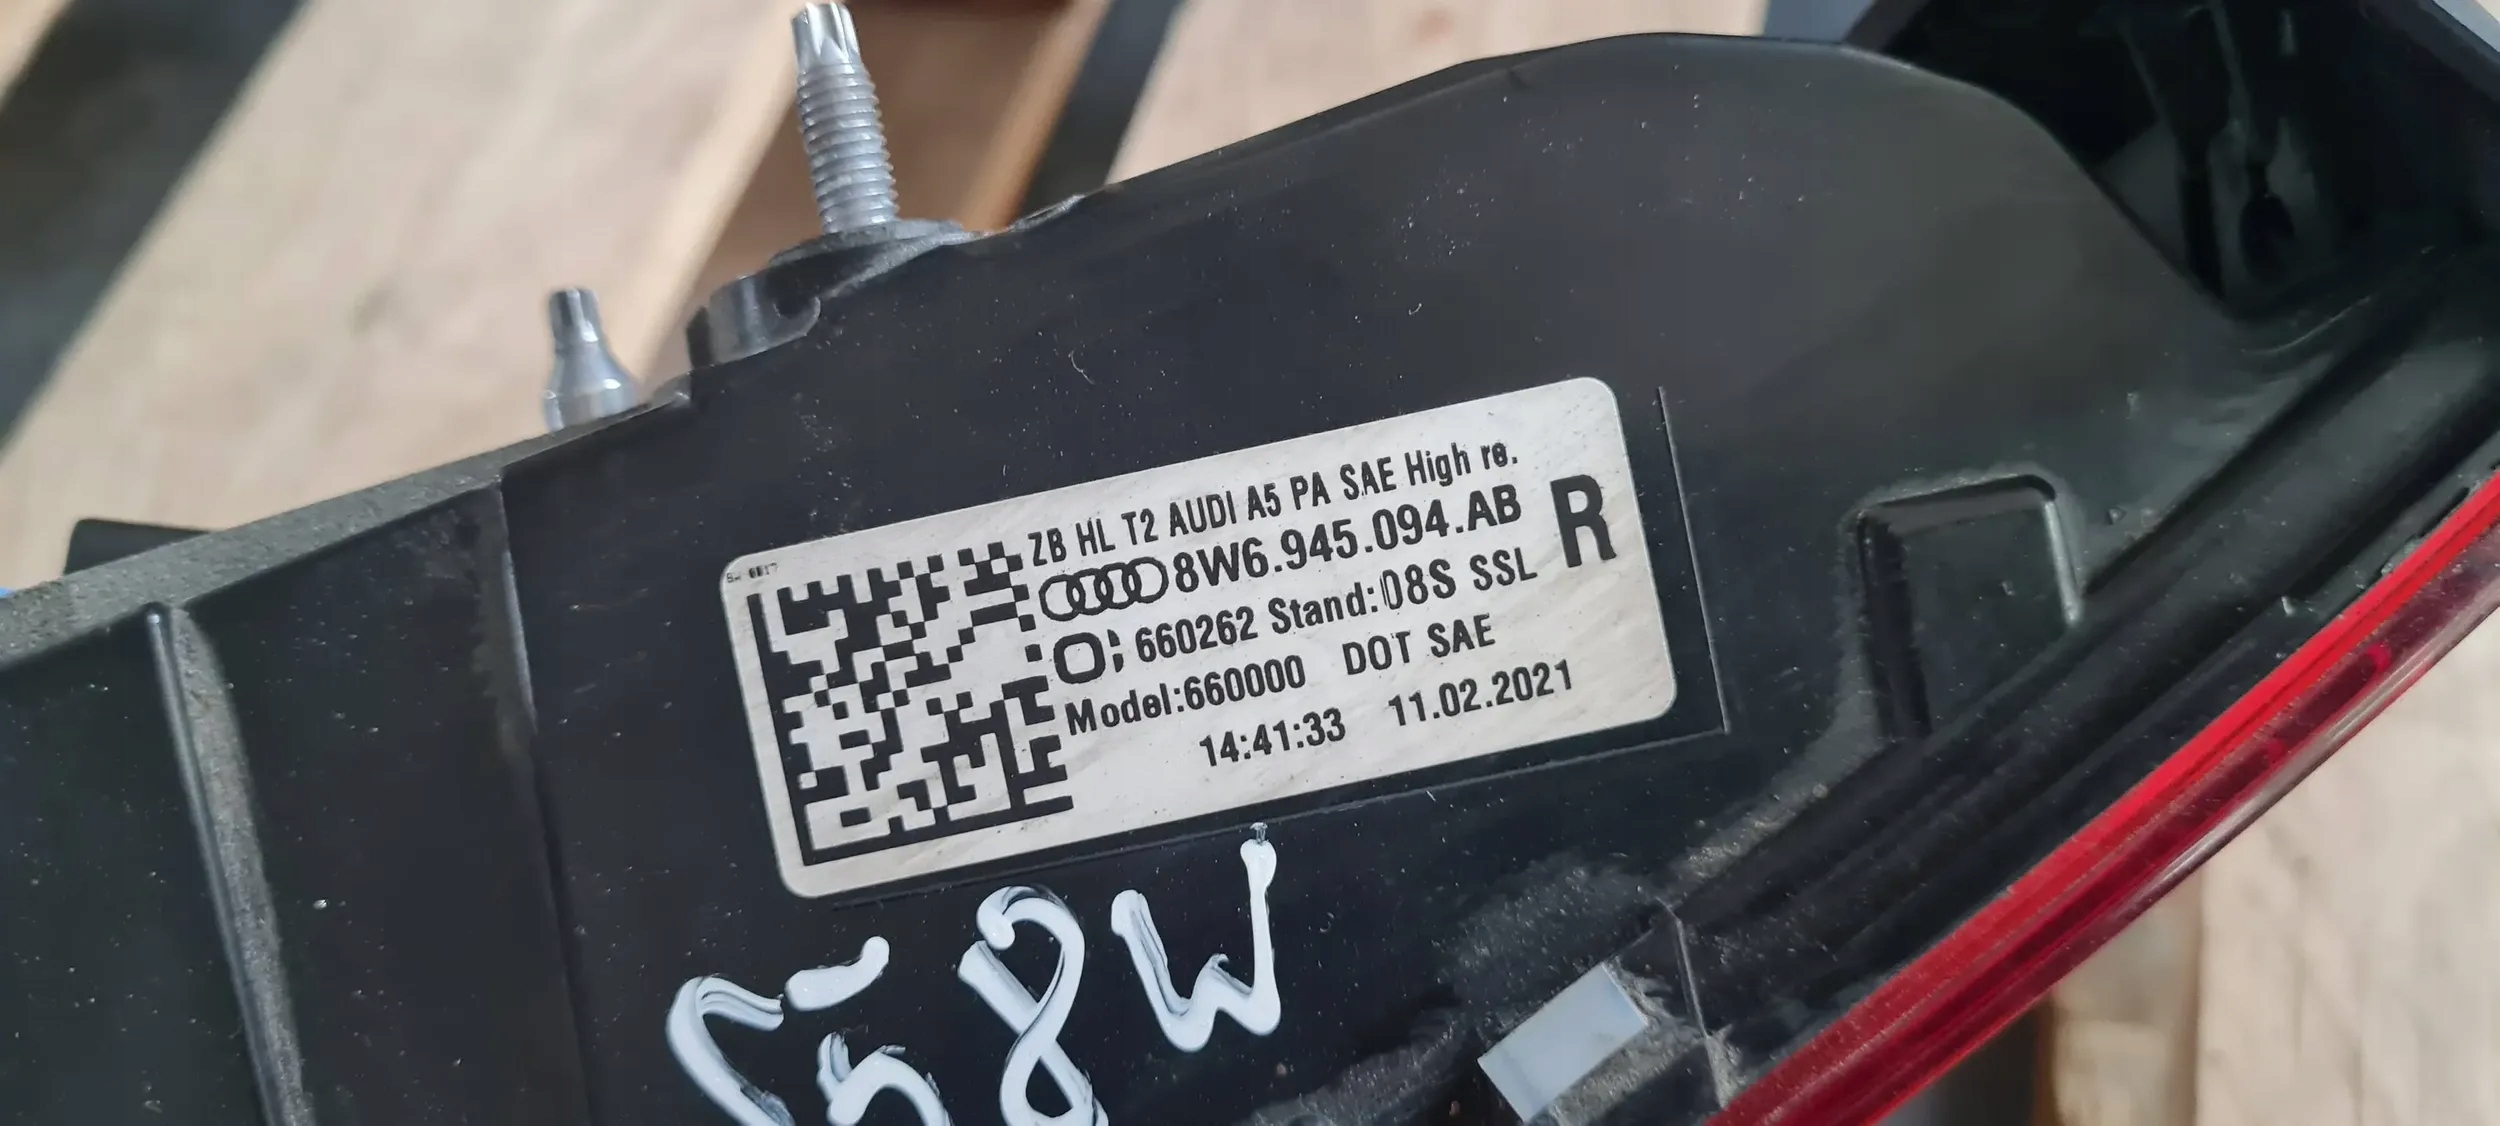 ZB HL T2 AUDI A5 PA SAE High re.
8W6.945.094.AB
R
660262 Stand:08S SSL
Model:660000 DOT SAE
14:41:33 11.02.2021
8W